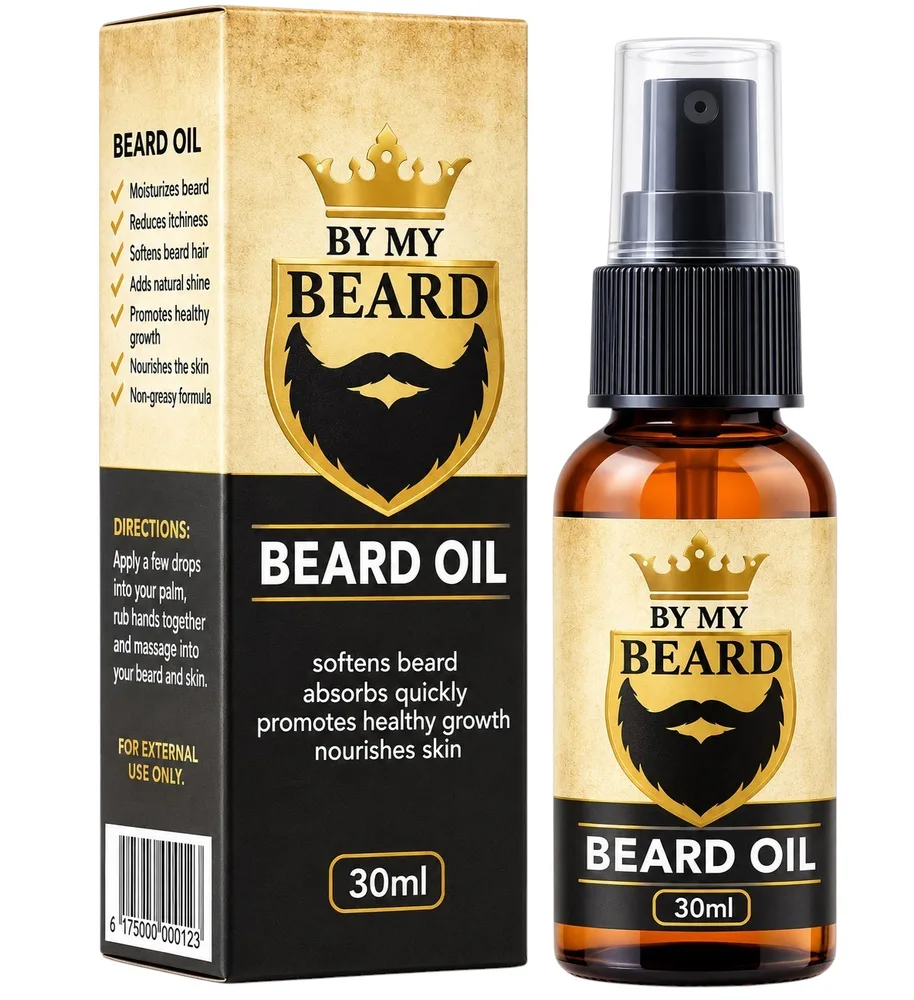 BEARD OIL
Moisturizes beard
Reduces itchiness
Softens beard hair
Adds natural shine
Promotes healthy
growth
Nourishes the skin
Non-greasy formula
DIRECTIONS:
Apply a few drops
into your palm,
rub hands together
and massage into
your beard and skin.
FOR EXTERNAL
USE ONLY.
6 175000 000123
BY MY
BEARD
BEARD OIL
softens beard
absorbs quickly
promotes healthy growth
nourishes skin
30ml
BY MY
BEARD
BEARD OIL
30ml